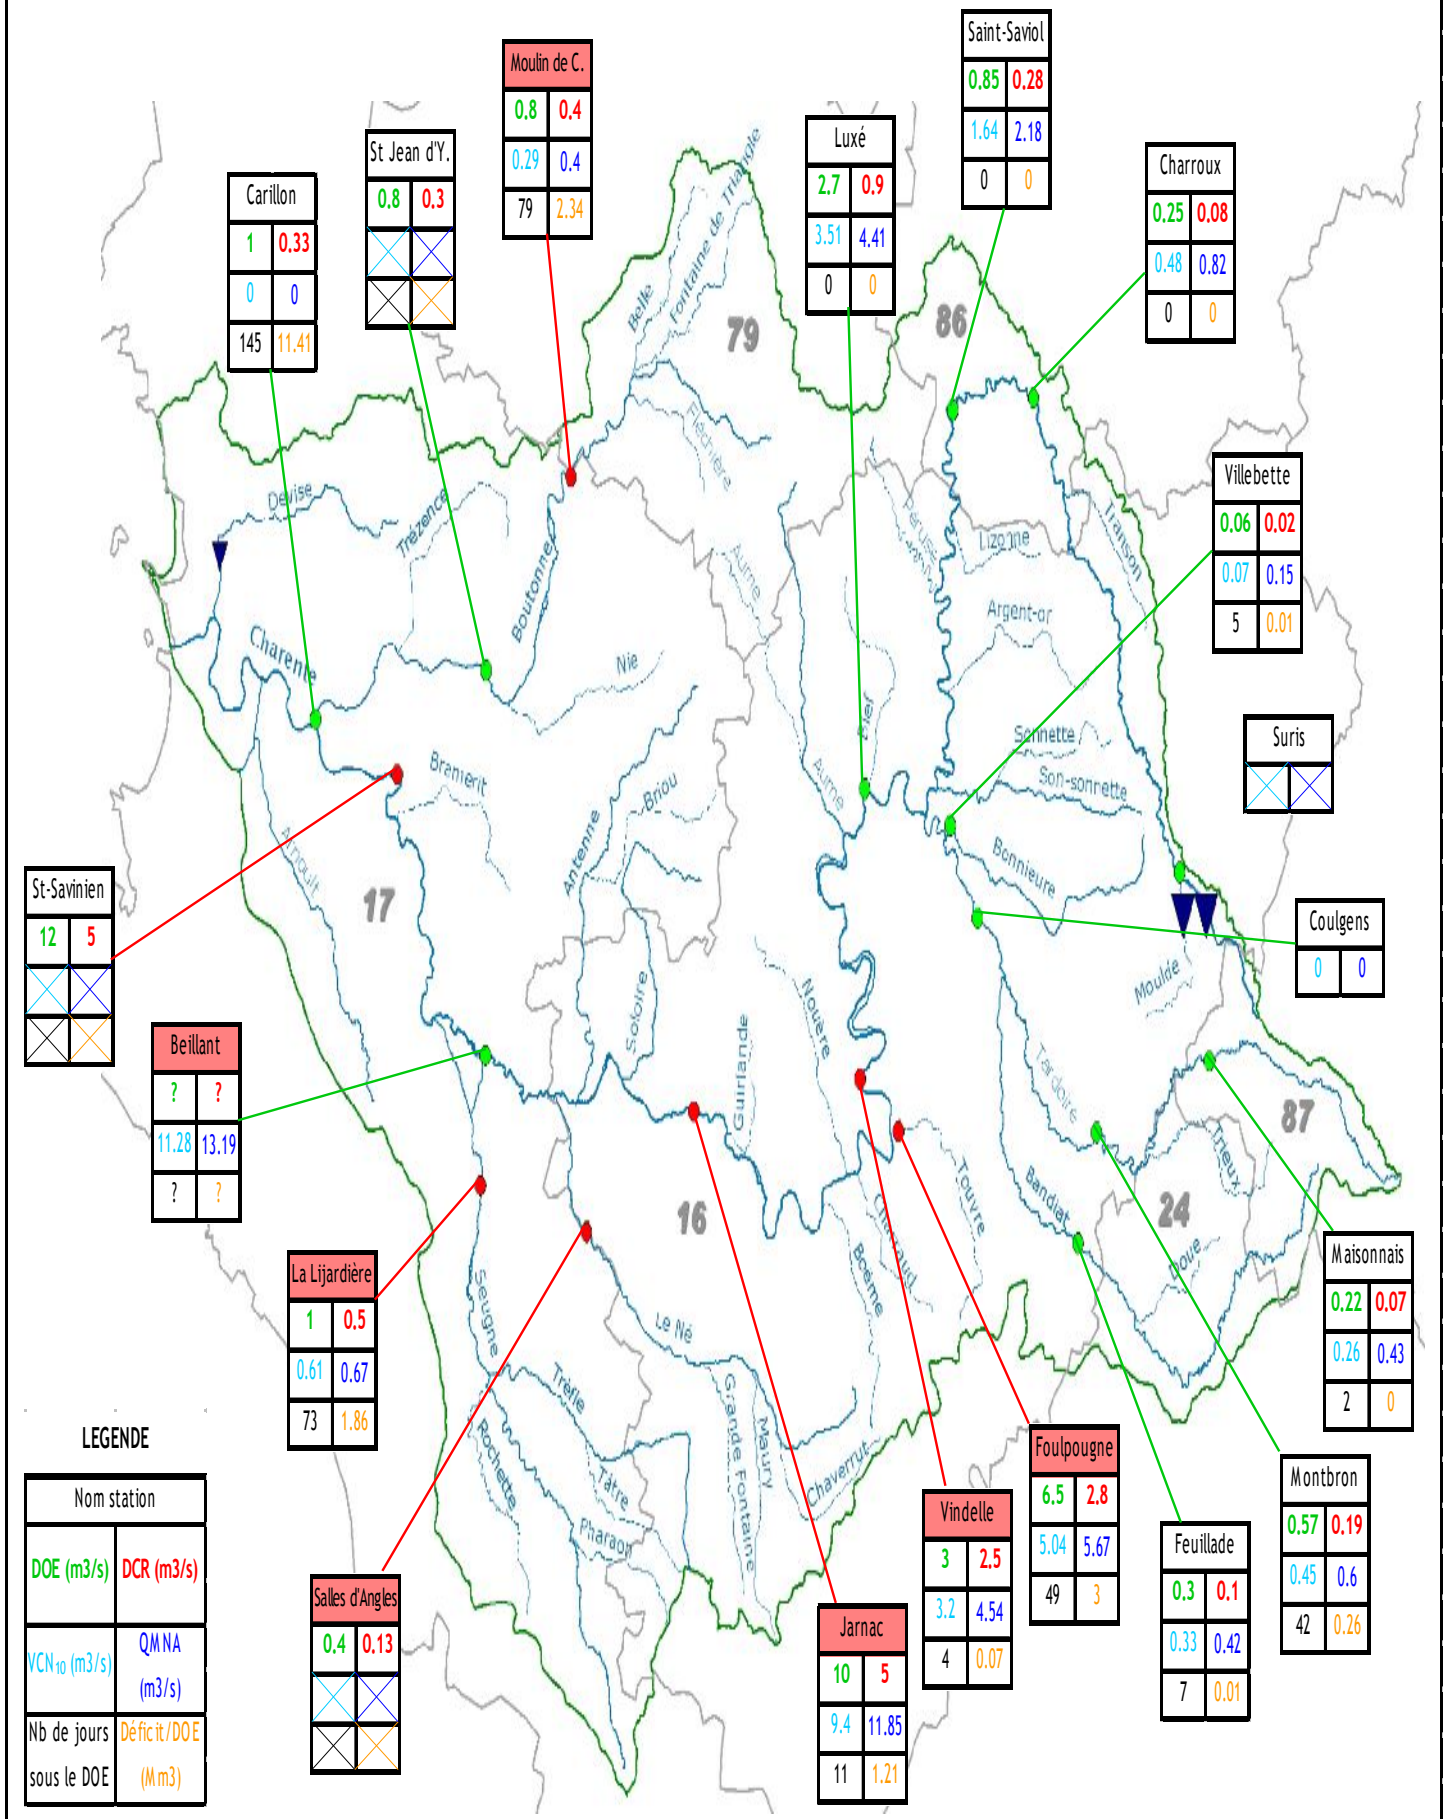 Saint-Saviol
0.85 0.28
1.64 2.18
0 0
Moulin de C.
0.8 0.4
0.29 0.4
79 2.34
Luxé
2.7 0.9
3.51 4.41
0 0
St Jean d'Y.
0.8 0.3
Charroux
0.25 0.08
0.48 0.82
0 0
Carillon
1 0.33
0 0
145 11.41
Belle
Fontaine de Triangle
79
86
Fléchière
Villebette
0.06 0.02
0.07 0.15
5 0.01
Devise
Trézence
Boutonne
Péruse
Lizonne
Transon
Aume
Argent-or
Charente
Nie
Bief
Sonnette
Son-sonnette
Suris
Bramerit
Briou
Antenne
Aume
Bonnieure
Arnoult
17
St-Savinien
12 5
Coulgens
0 0
Soloire
Nouère
Guirlande
Moulde
Tardoire
Beillant
? ?
11.28 13.19
? ?
87
Trieux
Touvre
Bandiat
24
16
Charraud
Boëme
Doue
Maisonnais
0.22 0.07
0.26 0.43
2 0
La Lijardière
1 0.5
0.61 0.67
73 1.86
Seugne
Le Né
Trèfle
Rochette
Tâtre
Pharaon
Grande Fontaine
Maury
Chaverrut
Foulpougne
6.5 2.8
5.04 5.67
49 3
Montbron
0.57 0.19
0.45 0.6
42 0.26
Vindelle
3 2.5
3.2 4.54
4 0.07
Feuillade
0.3 0.1
0.33 0.42
7 0.01
Salles d'Angles
0.4 0.13
Jarnac
10 5
9.4 11.85
11 1.21
LEGENDE
Nom station
DOE (m3/s) DCR (m3/s)
VCN10 (m3/s) QMNA
(m3/s)
Nb de jours Déficit/DOE
sous le DOE (Mm3)